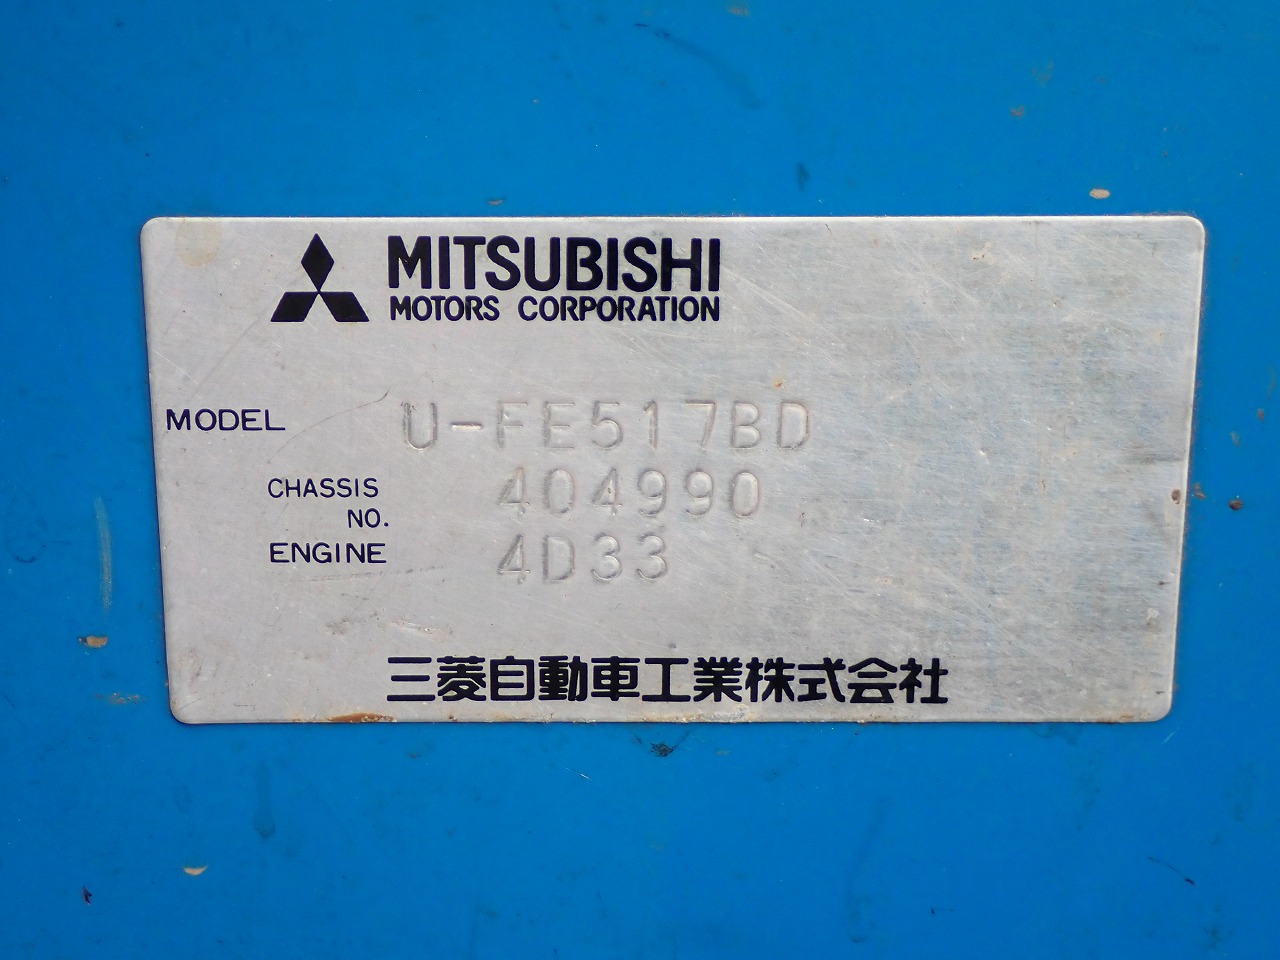 MITSUBISHI
MOTORS CORPORATION
MODEL U-FE517BD
CHASSIS NO. 404990
ENGINE 4D33
三菱自動車工業株式会社